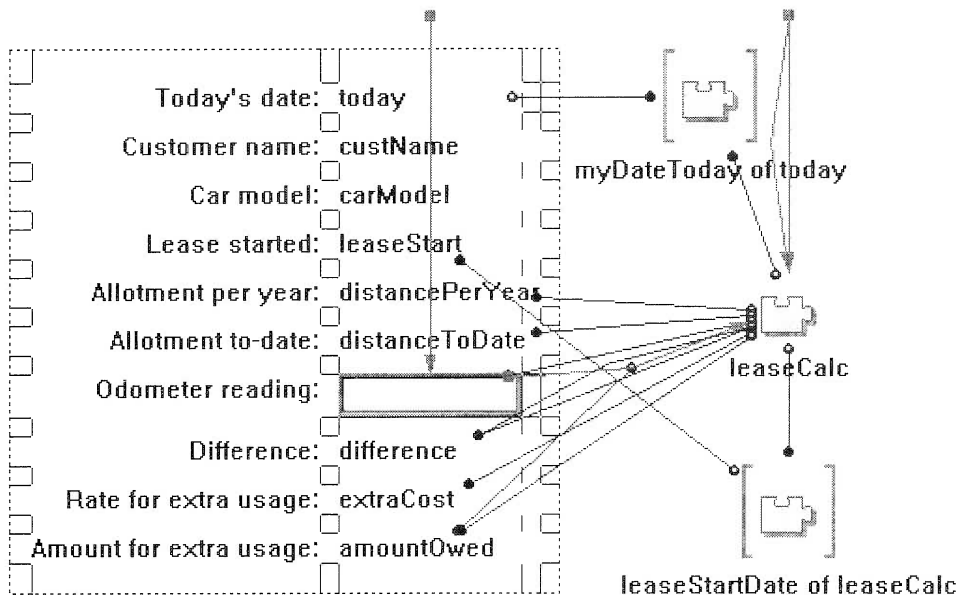 Today's date: today
myDateToday of today
Customer name: custName
Car model: carModel
Lease started: leaseStart
Allotment per year: distancePerYear
Allotment to-date: distanceToDate
leaseCalc
Odometer reading:
Difference: difference
Rate for extra usage: extraCost
Amount for extra usage: amountOwed
leaseStartDate of leaseCalc